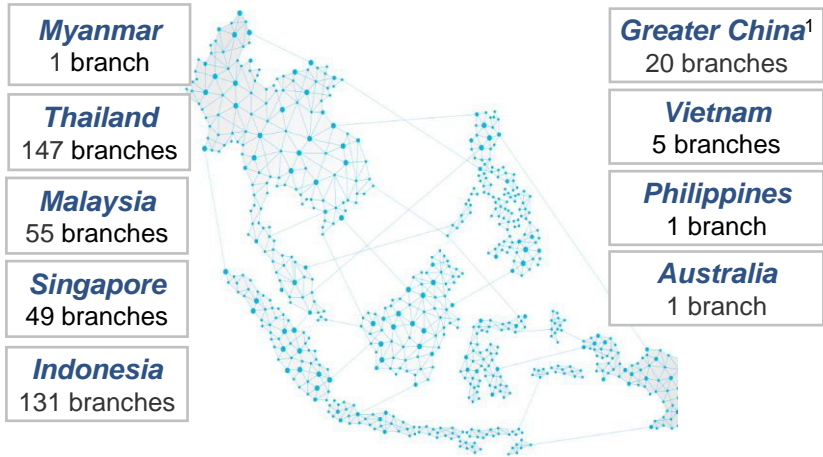 Myanmar
1 branch
Thailand
147 branches
Malaysia
55 branches
Singapore
49 branches
Indonesia
131 branches
Greater China¹
20 branches
Vietnam
5 branches
Philippines
1 branch
Australia
1 branch